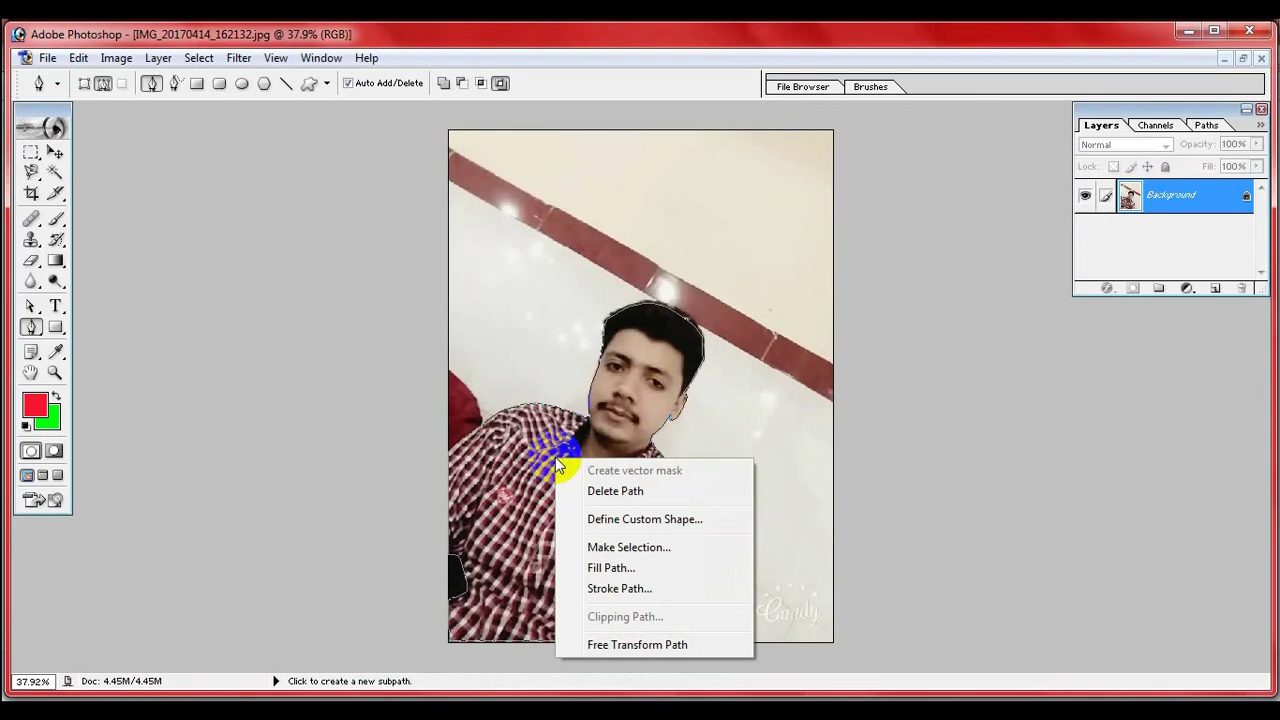 Adobe Photoshop - [IMG_20170414_162132.jpg @ 37.9% (RGB)]
File Edit Image Layer Select Filter View Window Help
Auto Add/Delete
File Browser
Brushes
Layers Channels Paths
Normal Opacity: 100%
Lock: Fill: 100%
Background
T
Create vector mask
Delete Path
Define Custom Shape...
Make Selection...
Fill Path...
Stroke Path...
Clipping Path...
Free Transform Path
Candy
37.92% Doc: 4.45M/4.45M Click to create a new subpath.